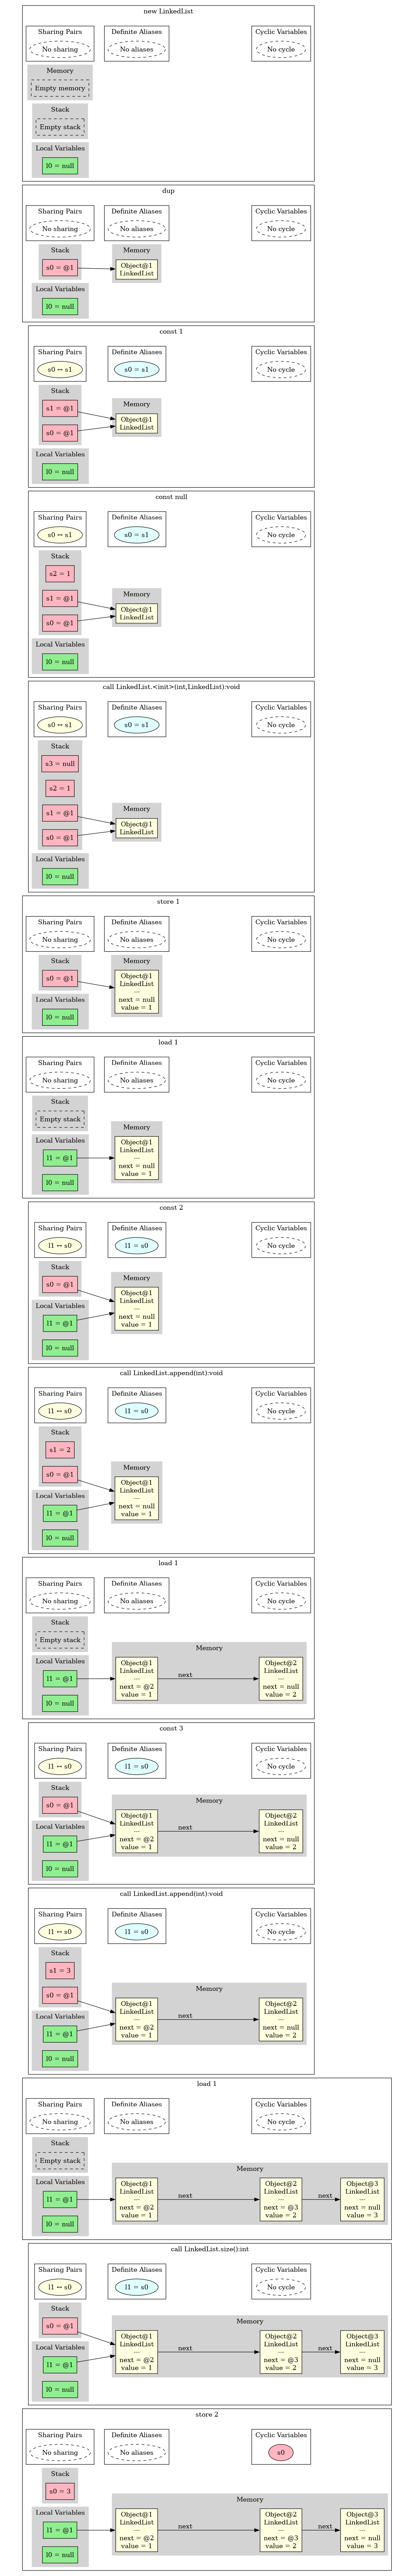 new LinkedList
Sharing Pairs
No sharing
Definite Aliases
No aliases
Cyclic Variables
No cycle
Memory
Empty memory
Stack
Empty stack
Local Variables
l0 = null
dup
Sharing Pairs
No sharing
Definite Aliases
No aliases
Cyclic Variables
No cycle
Stack
s0 = @1
Memory
Object@1
LinkedList
Local Variables
l0 = null
const 1
Sharing Pairs
s0 ↔ s1
Definite Aliases
s0 = s1
Cyclic Variables
No cycle
Stack
s1 = @1
s0 = @1
Memory
Object@1
LinkedList
Local Variables
l0 = null
const null
Sharing Pairs
s0 ↔ s1
Definite Aliases
s0 = s1
Cyclic Variables
No cycle
Stack
s2 = 1
s1 = @1
s0 = @1
Memory
Object@1
LinkedList
Local Variables
l0 = null
call LinkedList.<init>(int,LinkedList):void
Sharing Pairs
s0 ↔ s1
Definite Aliases
s0 = s1
Cyclic Variables
No cycle
Stack
s3 = null
s2 = 1
s1 = @1
s0 = @1
Memory
Object@1
LinkedList
Local Variables
l0 = null
store 1
Sharing Pairs
No sharing
Definite Aliases
No aliases
Cyclic Variables
No cycle
Stack
s0 = @1
Memory
Object@1
LinkedList
...
next = null
value = 1
Local Variables
l0 = null
load 1
Sharing Pairs
No sharing
Definite Aliases
No aliases
Cyclic Variables
No cycle
Stack
Empty stack
Local Variables
l1 = @1
l0 = null
Memory
Object@1
LinkedList
...
next = null
value = 1
const 2
Sharing Pairs
l1 ↔ s0
Definite Aliases
l1 = s0
Cyclic Variables
No cycle
Stack
s0 = @1
Local Variables
l1 = @1
l0 = null
Memory
Object@1
LinkedList
...
next = null
value = 1
call LinkedList.append(int):void
Sharing Pairs
l1 ↔ s0
Definite Aliases
l1 = s0
Cyclic Variables
No cycle
Stack
s1 = 2
s0 = @1
Local Variables
l1 = @1
l0 = null
Memory
Object@1
LinkedList
...
next = null
value = 1
load 1
Sharing Pairs
No sharing
Definite Aliases
No aliases
Cyclic Variables
No cycle
Stack
Empty stack
Local Variables
l1 = @1
l0 = null
Memory
Object@1
LinkedList
...
next = @2
value = 1
next
Object@2
LinkedList
...
next = null
value = 2
const 3
Sharing Pairs
l1 ↔ s0
Definite Aliases
l1 = s0
Cyclic Variables
No cycle
Stack
s0 = @1
Local Variables
l1 = @1
l0 = null
Memory
Object@1
LinkedList
...
next = @2
value = 1
next
Object@2
LinkedList
...
next = null
value = 2
call LinkedList.append(int):void
Sharing Pairs
l1 ↔ s0
Definite Aliases
l1 = s0
Cyclic Variables
No cycle
Stack
s1 = 3
s0 = @1
Local Variables
l1 = @1
l0 = null
Memory
Object@1
LinkedList
...
next = @2
value = 1
next
Object@2
LinkedList
...
next = null
value = 2
load 1
Sharing Pairs
No sharing
Definite Aliases
No aliases
Cyclic Variables
No cycle
Stack
Empty stack
Local Variables
l1 = @1
l0 = null
Memory
Object@1
LinkedList
...
next = @2
value = 1
next
Object@2
LinkedList
...
next = @3
value = 2
next
Object@3
LinkedList
...
next = null
value = 3
call LinkedList.size():int
Sharing Pairs
l1 ↔ s0
Definite Aliases
l1 = s0
Cyclic Variables
No cycle
Stack
s0 = @1
Local Variables
l1 = @1
l0 = null
Memory
Object@1
LinkedList
...
next = @2
value = 1
next
Object@2
LinkedList
...
next = @3
value = 2
next
Object@3
LinkedList
...
next = null
value = 3
store 2
Sharing Pairs
No sharing
Definite Aliases
No aliases
Cyclic Variables
s0
Stack
s0 = 3
Local Variables
l1 = @1
l0 = null
Memory
Object@1
LinkedList
...
next = @2
value = 1
next
Object@2
LinkedList
...
next = @3
value = 2
next
Object@3
LinkedList
...
next = null
value = 3